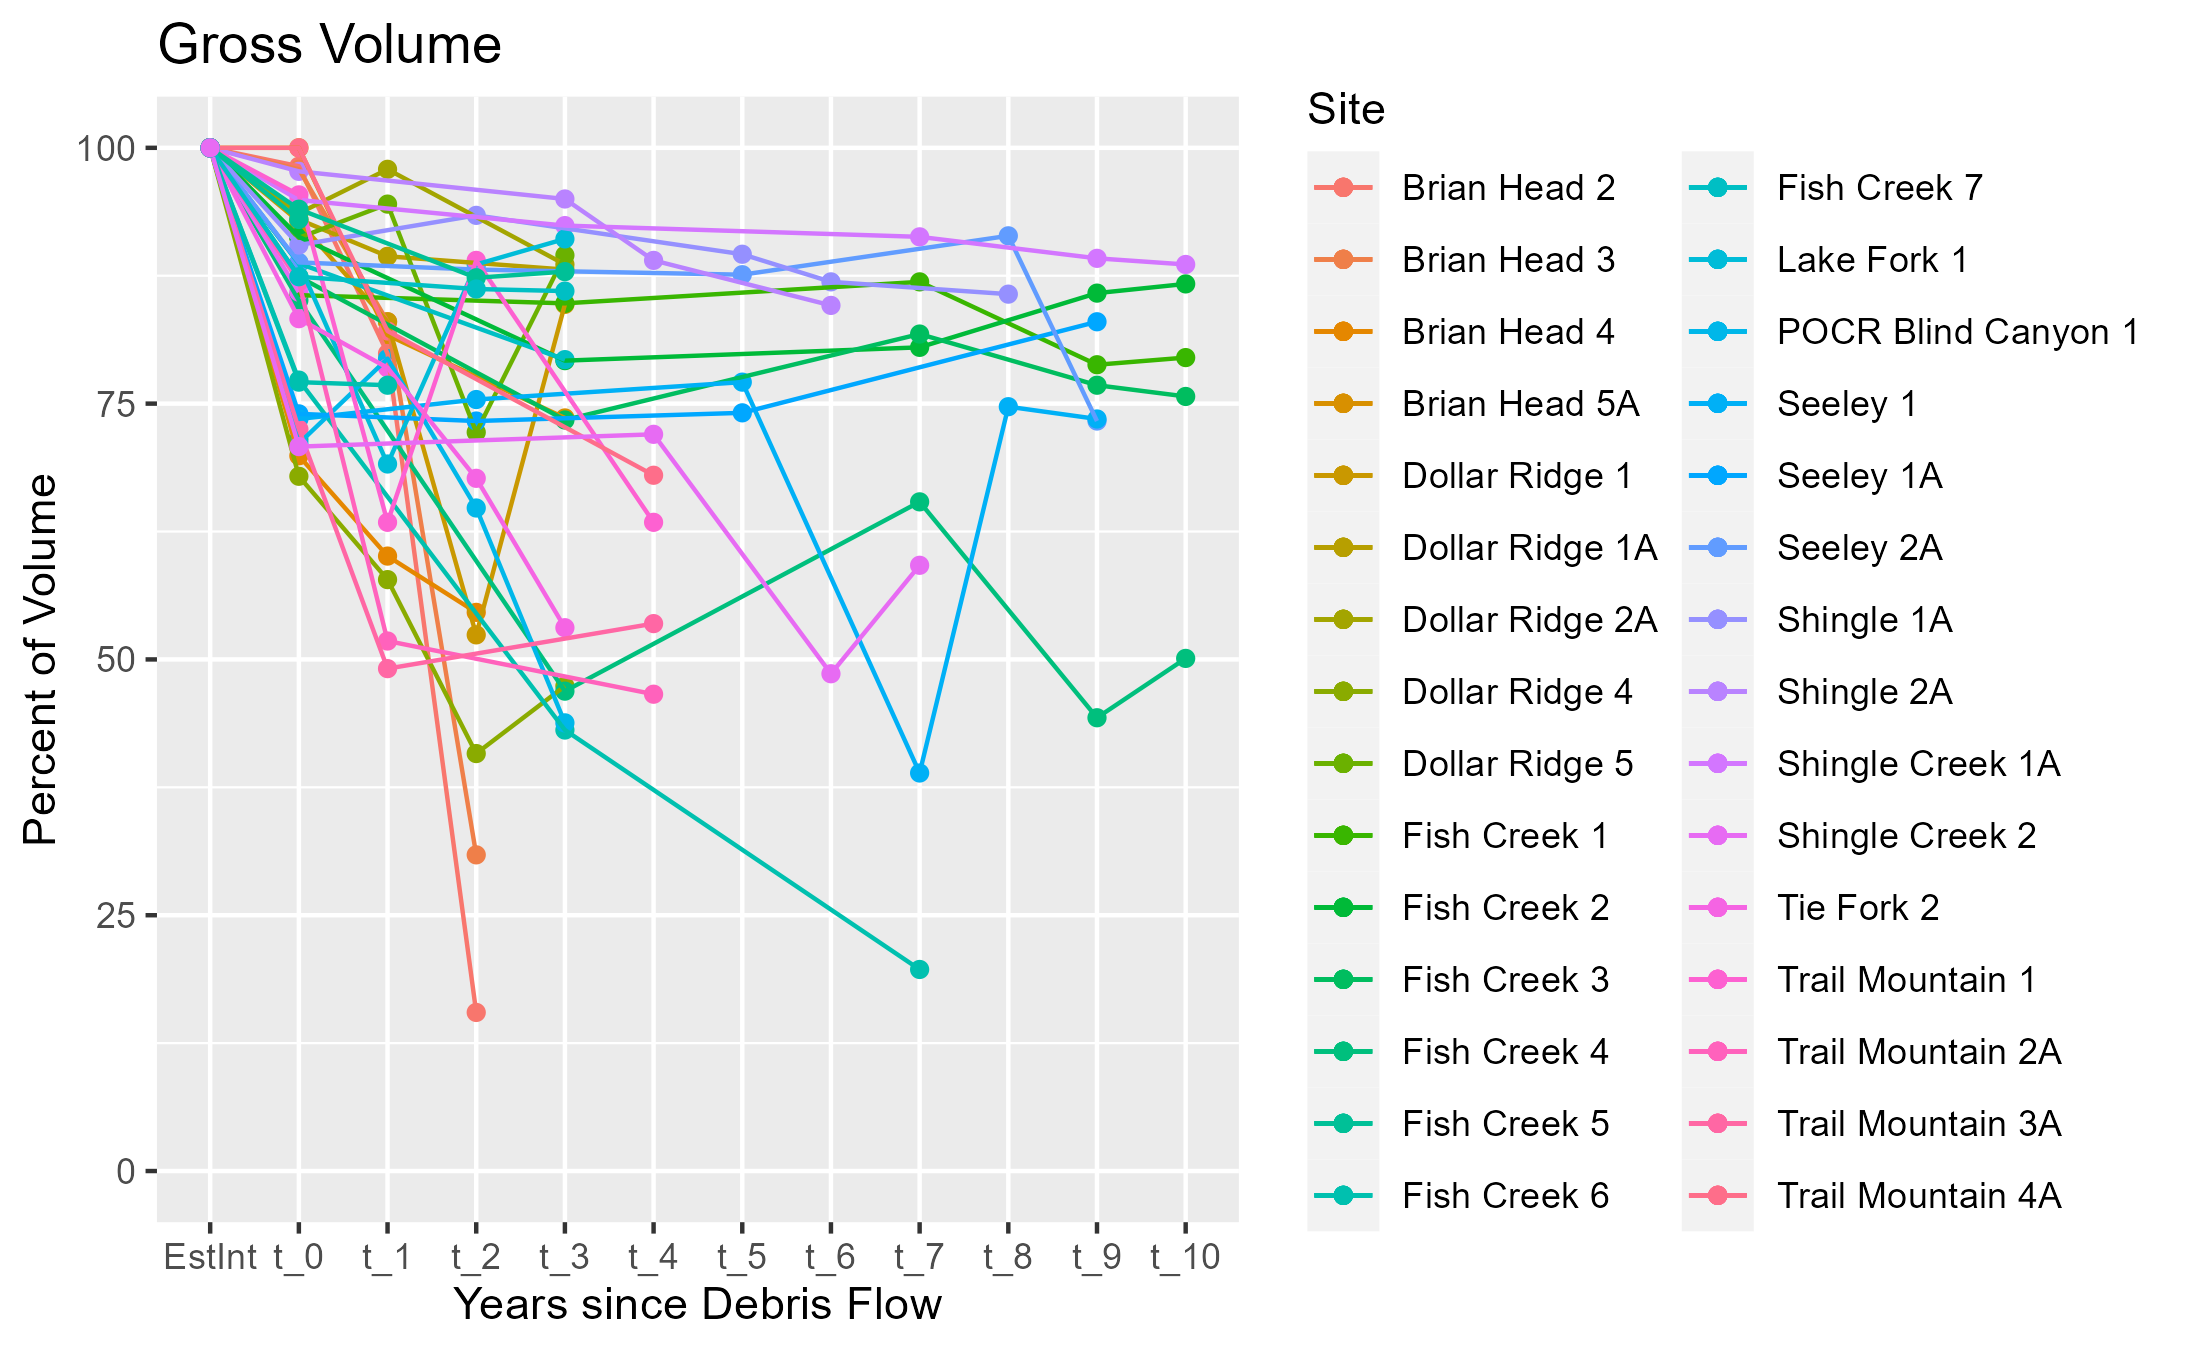 Gross Volume
100
75
50
25
0
Percent of Volume
EstInt t_0 t_1 t_2 t_3 t_4 t_5 t_6 t_7 t_8 t_9 t_10
Years since Debris Flow
Site
Brian Head 2
Brian Head 3
Brian Head 4
Brian Head 5A
Dollar Ridge 1
Dollar Ridge 1A
Dollar Ridge 2A
Dollar Ridge 4
Dollar Ridge 5
Fish Creek 1
Fish Creek 2
Fish Creek 3
Fish Creek 4
Fish Creek 5
Fish Creek 6
Fish Creek 7
Lake Fork 1
POCR Blind Canyon 1
Seeley 1
Seeley 1A
Seeley 2A
Shingle 1A
Shingle 2A
Shingle Creek 1A
Shingle Creek 2
Tie Fork 2
Trail Mountain 1
Trail Mountain 2A
Trail Mountain 3A
Trail Mountain 4A